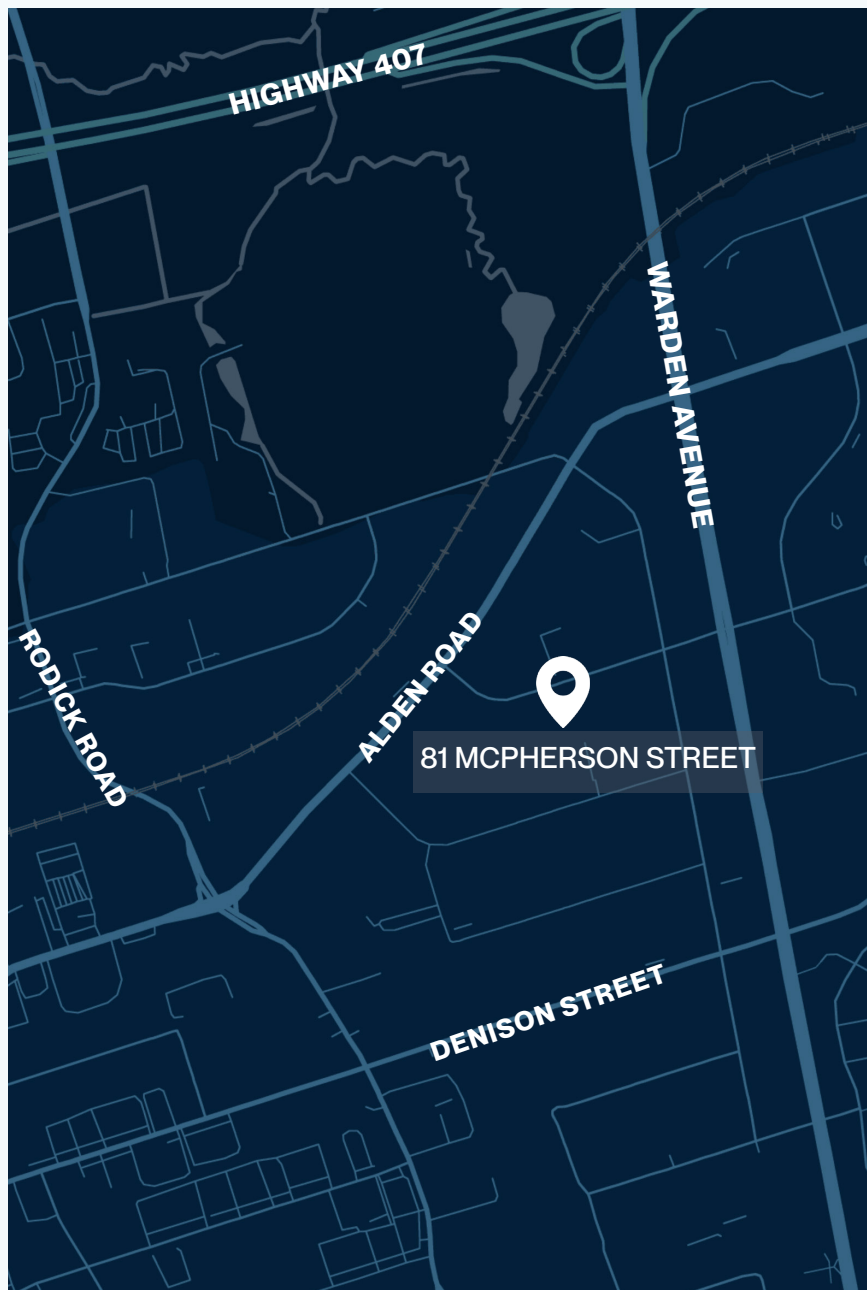 HIGHWAY 407
WARDEN AVENUE
RODICK ROAD
ALDEN ROAD
81 MCPHERSON STREET
DENISON STREET